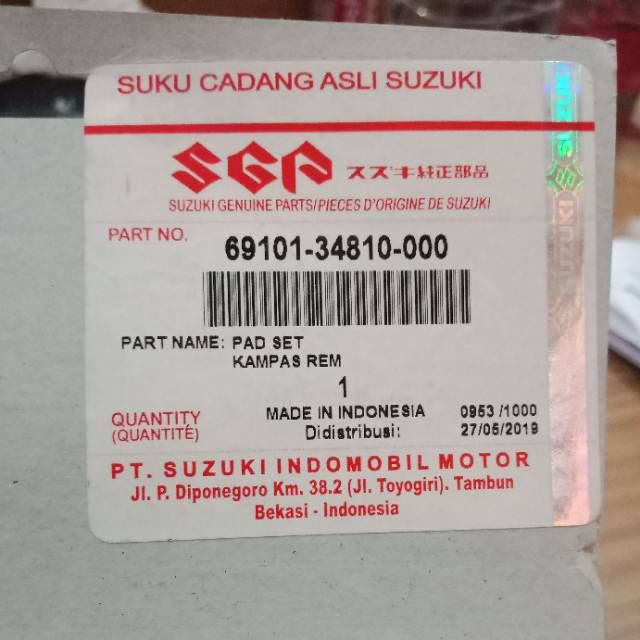 SUKU CADANG ASLI SUZUKI
SGP スズキ純正部品
SUZUKI GENUINE PARTS/PIECES D'ORIGINE DE SUZUKI
PART NO. 69101-34810-000
PART NAME: PAD SET
KAMPAS REM
1
QUANTITY
(QUANTITÉ)
MADE IN INDONESIA 0953 /1000
Didistribusi: 27/05/2019
PT. SUZUKI INDOMOBIL MOTOR
Jl. P. Diponegoro Km. 38.2 (Jl. Toyogiri). Tambun
Bekasi - Indonesia
SUZUKI
SUZUKI
SUZUKI